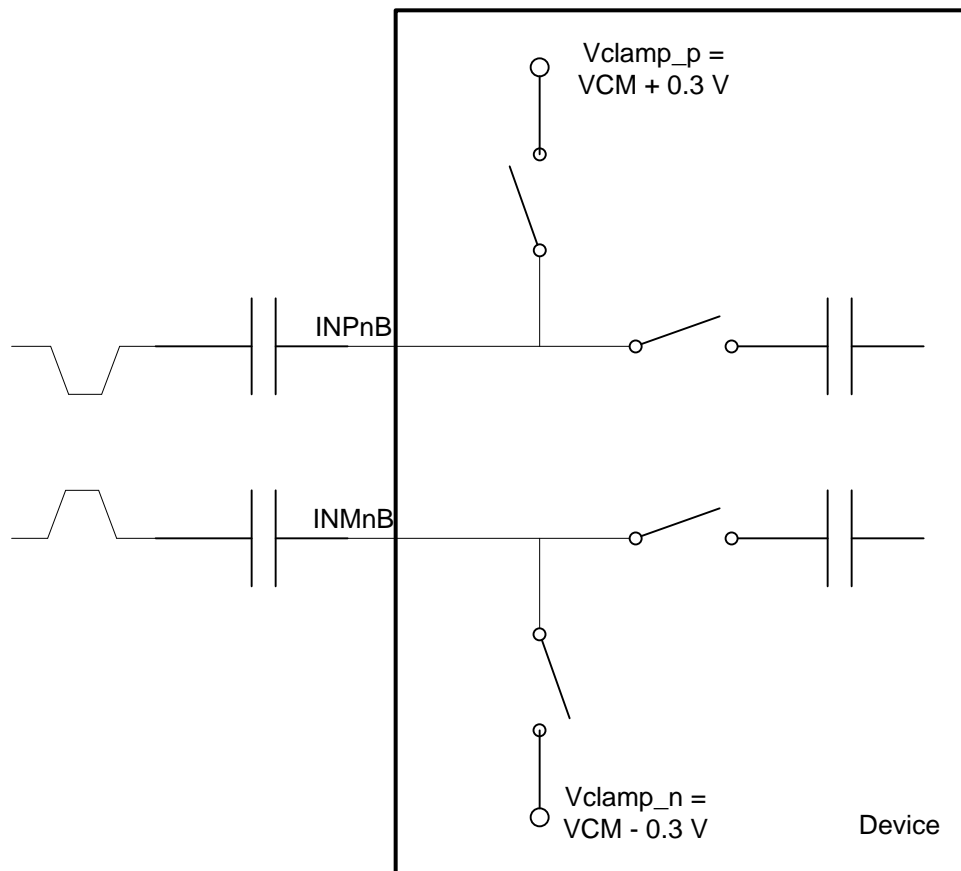 Vclamp_p =
VCM + 0.3 V
INPnB
INMnB
Vclamp_n =
VCM - 0.3 V
Device